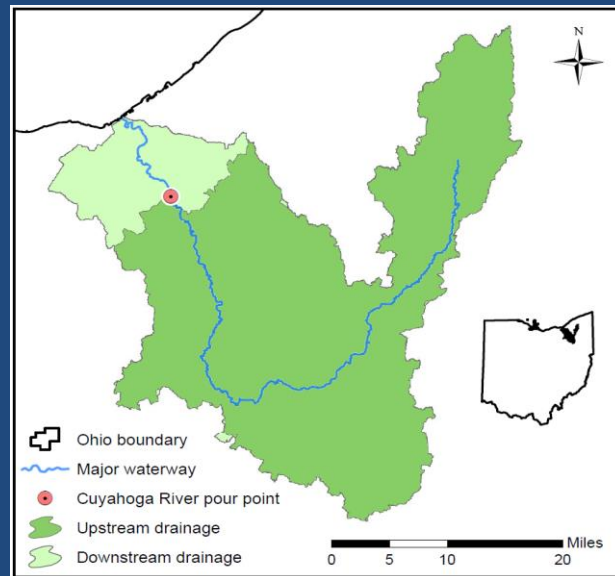 N
Ohio boundary
Major waterway
Cuyahoga River pour point
Upstream drainage
Downstream drainage
Miles
0 5 10 20